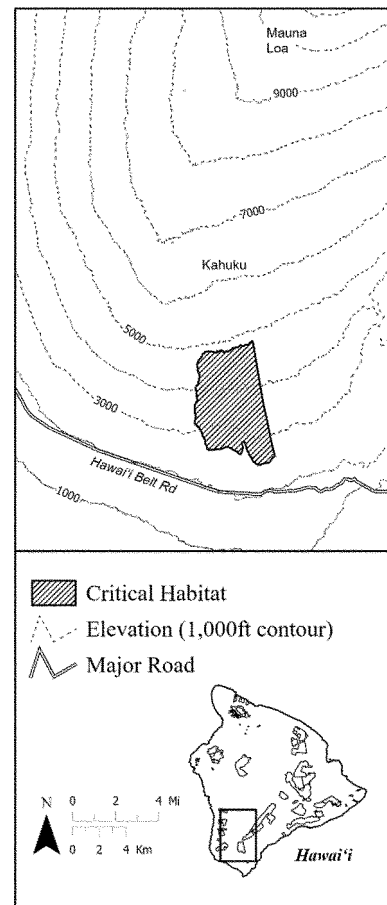 Mauna
Loa
9000
7000
Kahuku
5000
3000
Hawai‘i Belt Rd
1000
Critical Habitat
Elevation (1,000ft contour)
Major Road
N
0 2 4 Mi
0 2 4 Km
Hawai‘i